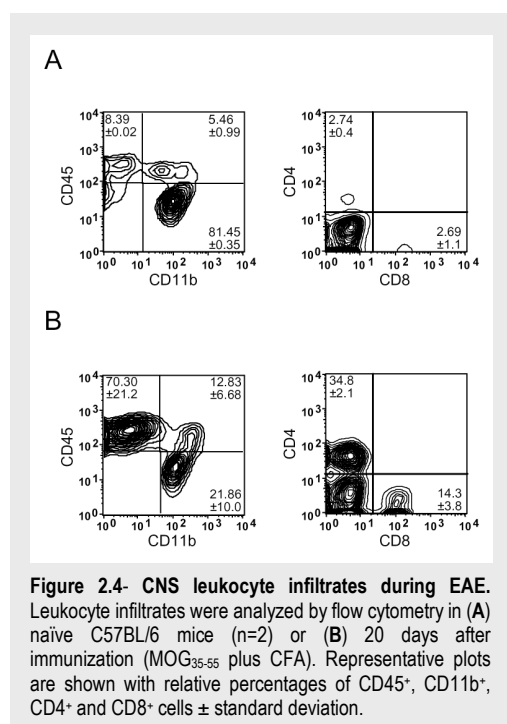 A
10⁴ 8.39 5.46
±0.02 ±0.99
10³
CD45
10²
10¹
81.45
±0.35
10⁰
10⁰ 10¹ 10² 10³ 10⁴
CD11b
10⁴ 2.74
±0.4
10³
CD4
10²
10¹
2.69
±1.1
10⁰
10⁰ 10¹ 10² 10³ 10⁴
CD8
B
10⁴ 70.30 12.83
±21.2 ±6.68
10³
CD45
10²
10¹
21.86
±10.0
10⁰
10⁰ 10¹ 10² 10³ 10⁴
CD11b
10⁴ 34.8
±2.1
10³
CD4
10²
10¹
14.3
±3.8
10⁰
10⁰ 10¹ 10² 10³ 10⁴
CD8
Figure 2.4- CNS leukocyte infiltrates during EAE.
Leukocyte infiltrates were analyzed by flow cytometry in (A)
naïve C57BL/6 mice (n=2) or (B) 20 days after
immunization (MOG₃₅₋₅₅ plus CFA). Representative plots
are shown with relative percentages of CD45⁺, CD11b⁺,
CD4⁺ and CD8⁺ cells ± standard deviation.